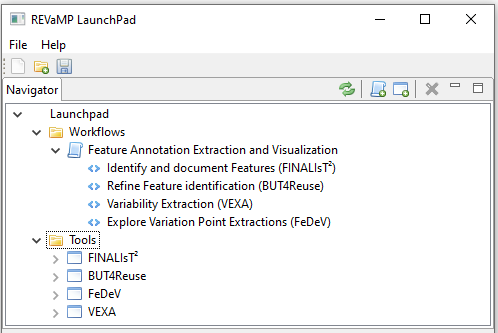 REVaMP LaunchPad
File Help
Navigator
Launchpad
Workflows
Feature Annotation Extraction and Visualization
Identify and document Features (FINALIsT²)
Refine Feature identification (BUT4Reuse)
Variability Extraction (VEXA)
Explore Variation Point Extractions (FeDeV)
Tools
FINALIsT²
BUT4Reuse
FeDeV
VEXA